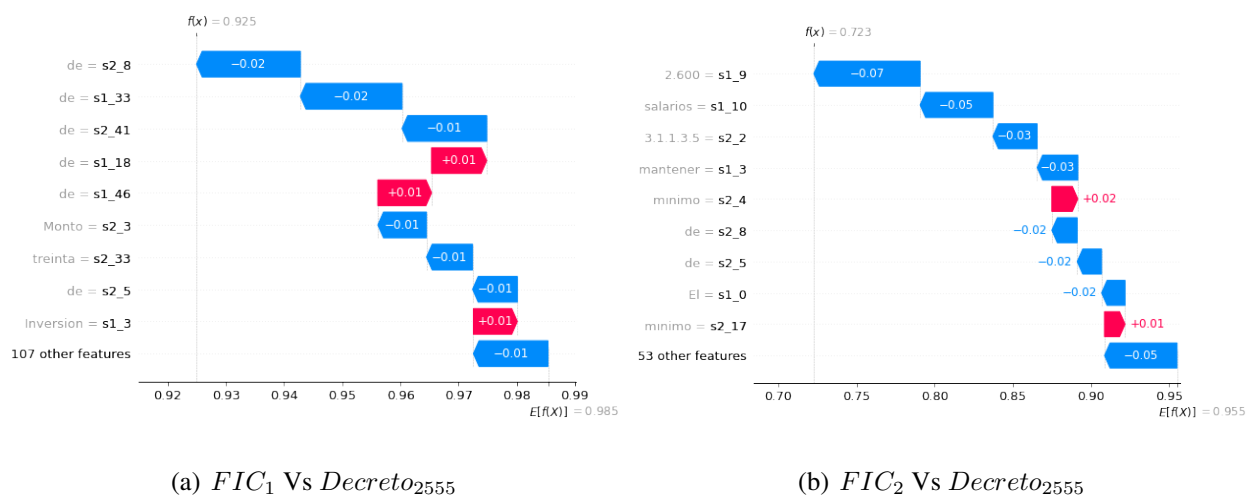 f(x) = 0.925
de = s2_8
−0.02
de = s1_33
−0.02
de = s2_41
−0.01
de = s1_18
+0.01
de = s1_46
+0.01
Monto = s2_3
−0.01
treinta = s2_33
−0.01
de = s2_5
−0.01
Inversion = s1_3
+0.01
107 other features
−0.01
0.92 0.93 0.94 0.95 0.96 0.97 0.98 0.99
E[f(X)] = 0.985
(a) FIC1 Vs Decreto2555
f(x) = 0.723
2.600 = s1_9
−0.07
salarios = s1_10
−0.05
3.1.1.3.5 = s2_2
−0.03
mantener = s1_3
−0.03
minimo = s2_4
+0.02
de = s2_8
−0.02
de = s2_5
−0.02
El = s1_0
−0.02
minimo = s2_17
+0.01
53 other features
−0.05
0.70 0.75 0.80 0.85 0.90 0.95
E[f(X)] = 0.955
(b) FIC2 Vs Decreto2555